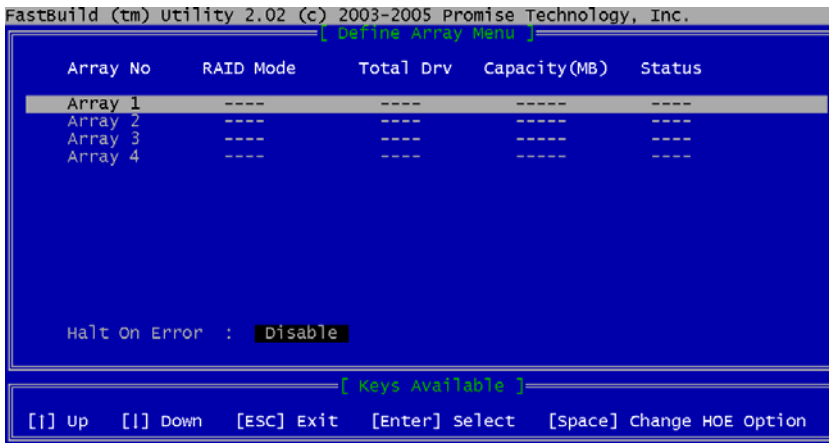 FastBuild (tm) Utility 2.02 (c) 2003-2005 Promise Technology, Inc.
[ Define Array Menu ]
Array No RAID Mode Total Drv Capacity(MB) Status
Array 1 ---- ---- ----- ----
Array 2 ---- ---- ----- ----
Array 3 ---- ---- ----- ----
Array 4 ---- ---- ----- ----
Halt On Error : Disable
[ Keys Available ]
[↑] Up [↓] Down [ESC] Exit [Enter] Select [Space] Change HOE Option